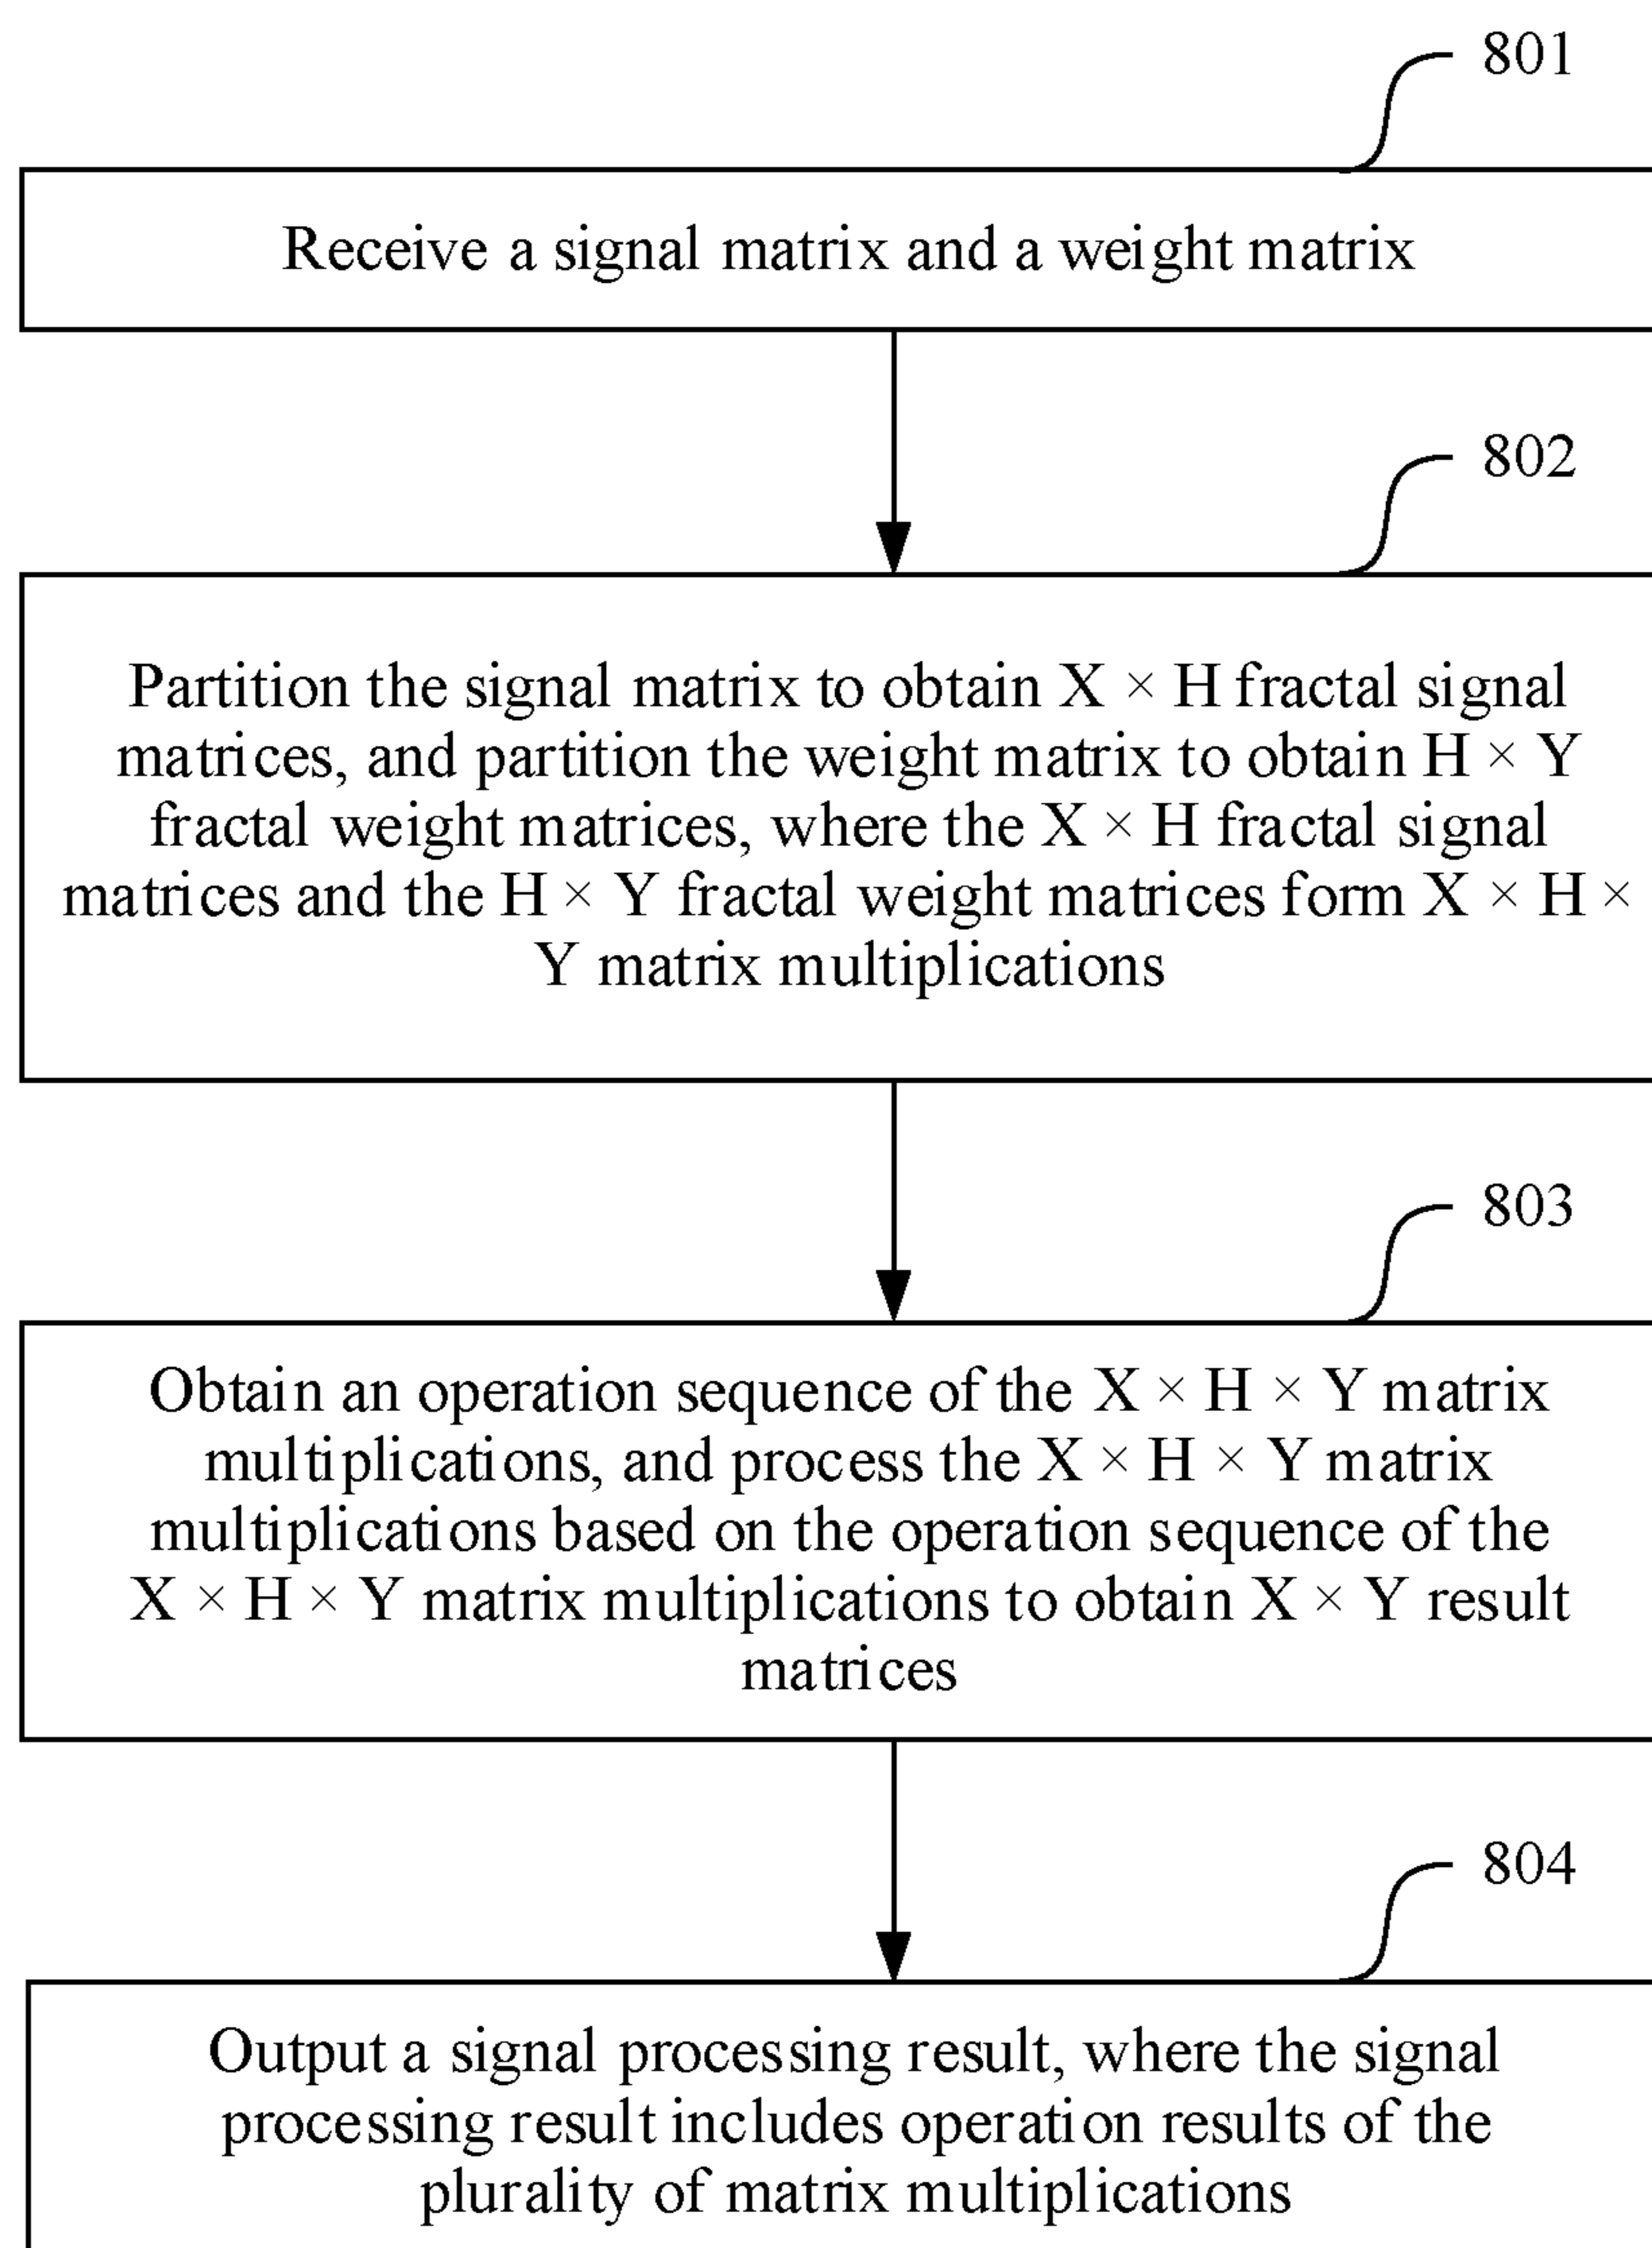 801
Receive a signal matrix and a weight matrix
802
Partition the signal matrix to obtain X × H fractal signal
matrices, and partition the weight matrix to obtain H × Y
fractal weight matrices, where the X × H fractal signal
matrices and the H × Y fractal weight matrices form X × H ×
Y matrix multiplications
803
Obtain an operation sequence of the X × H × Y matrix
multiplications, and process the X × H × Y matrix
multiplications based on the operation sequence of the
X × H × Y matrix multiplications to obtain X × Y result
matrices
804
Output a signal processing result, where the signal
processing result includes operation results of the
plurality of matrix multiplications